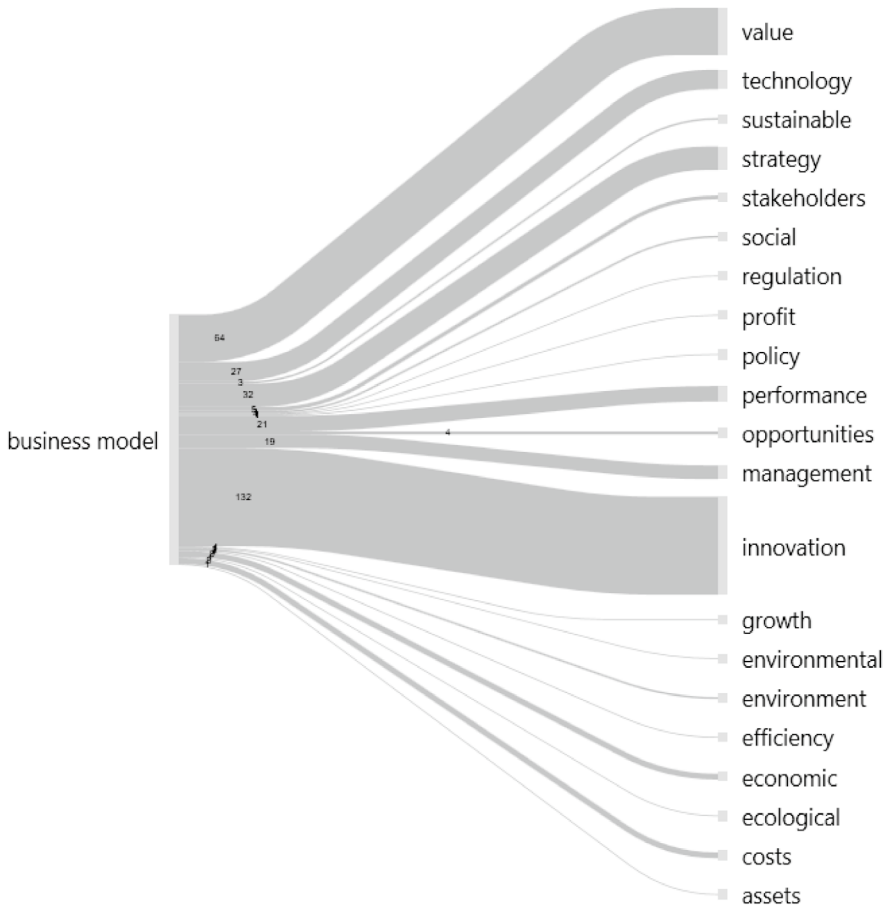 value
technology
sustainable
strategy
stakeholders
social
regulation
profit
policy
performance
opportunities
management
innovation
growth
environmental
environment
efficiency
economic
ecological
costs
assets
business model
64
27
3
32
21
4
19
132